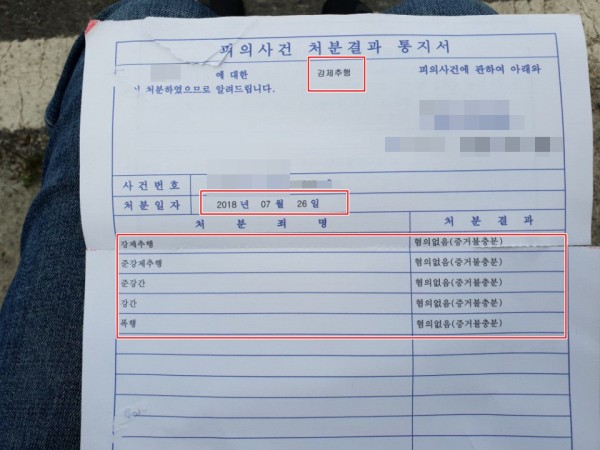 피의사건 처분결과 통지서
에 대한 강제추행 피의사건에 관하여 아래와
처분하였으므로 알려드립니다.
사건번호
처분일자 2018 년 07 월 26 일
처 분 죄 명 처 분 결 과
강제추행 혐의없음(증거불충분)
준강제추행 혐의없음(증거불충분)
준강간 혐의없음(증거불충분)
강간 혐의없음(증거불충분)
폭행 혐의없음(증거불충분)